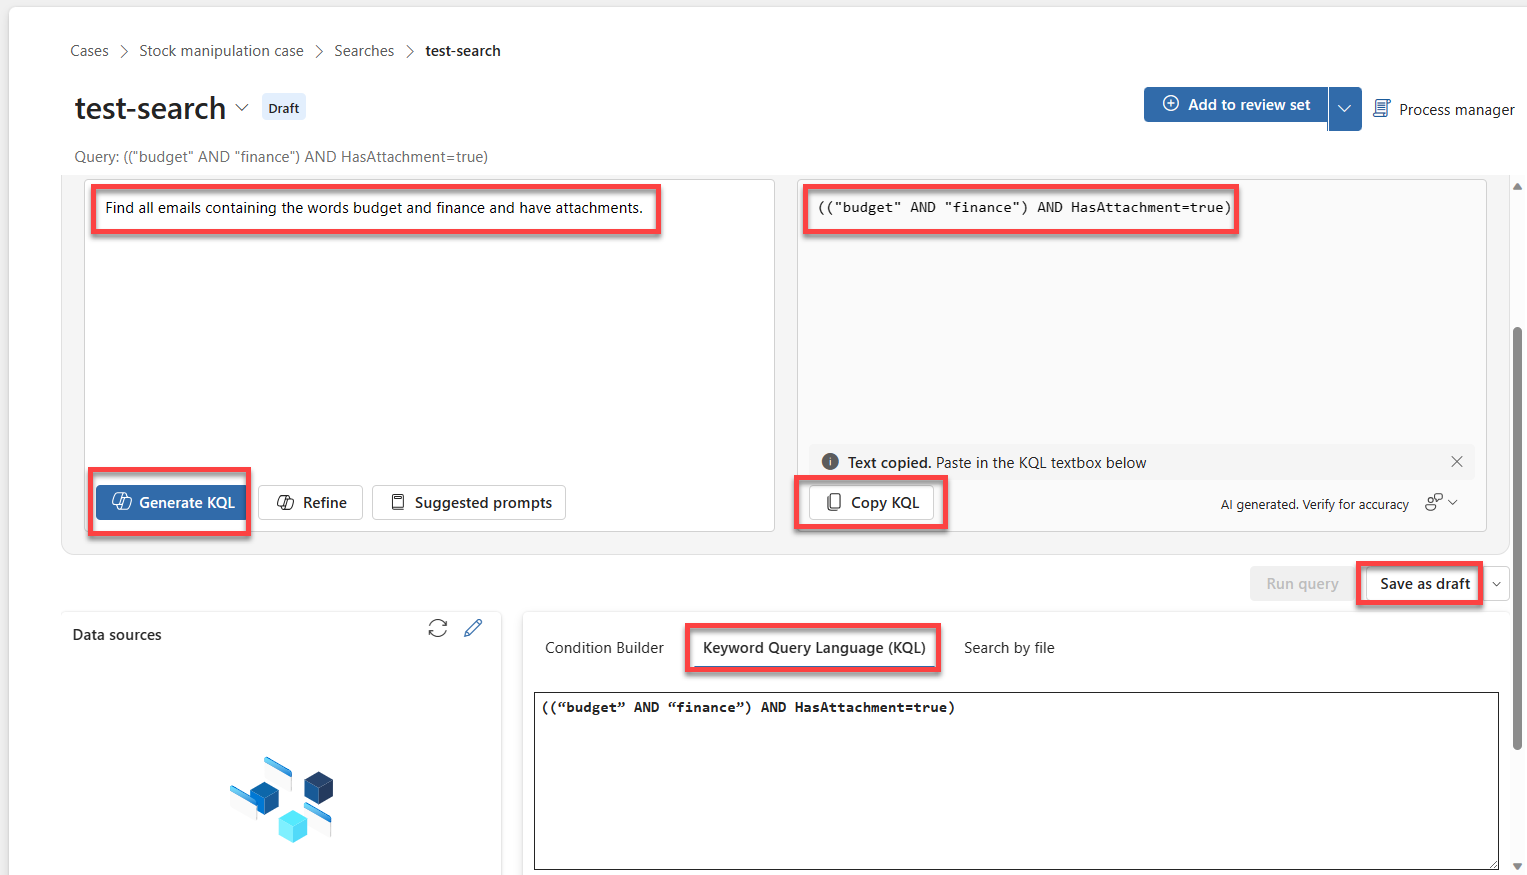 Cases > Stock manipulation case > Searches > test-search
test-search Draft
Add to review set
Process manager
Query: (("budget" AND "finance") AND HasAttachment=true)
Find all emails containing the words budget and finance and have attachments.
(("budget" AND "finance") AND HasAttachment=true)
Text copied. Paste in the KQL textbox below
Generate KQL
Refine
Suggested prompts
Copy KQL
AI generated. Verify for accuracy
Run query
Save as draft
Data sources
Condition Builder
Keyword Query Language (KQL)
Search by file
((“budget” AND “finance”) AND HasAttachment=true)